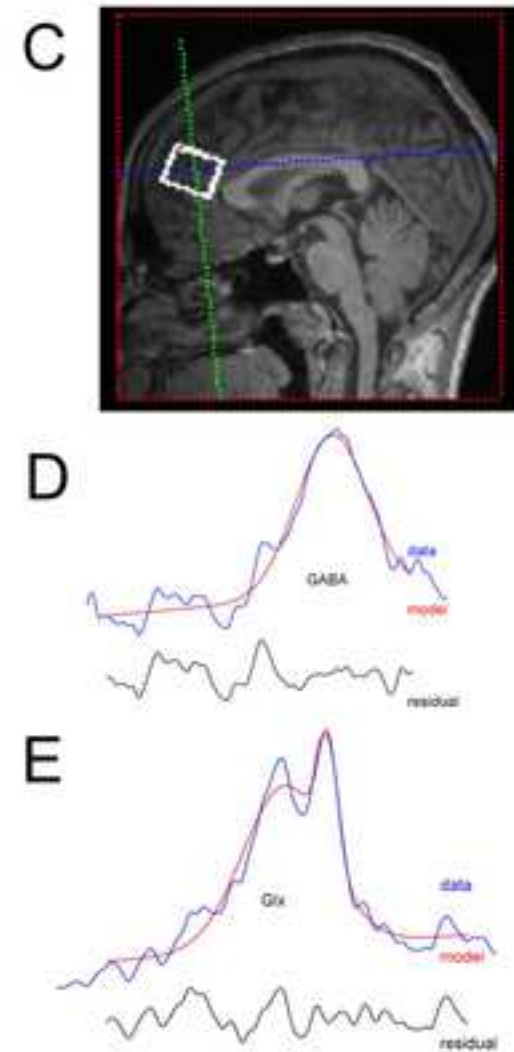 C
D
data
GABA
model
residual
E
data
Glx
model
residual